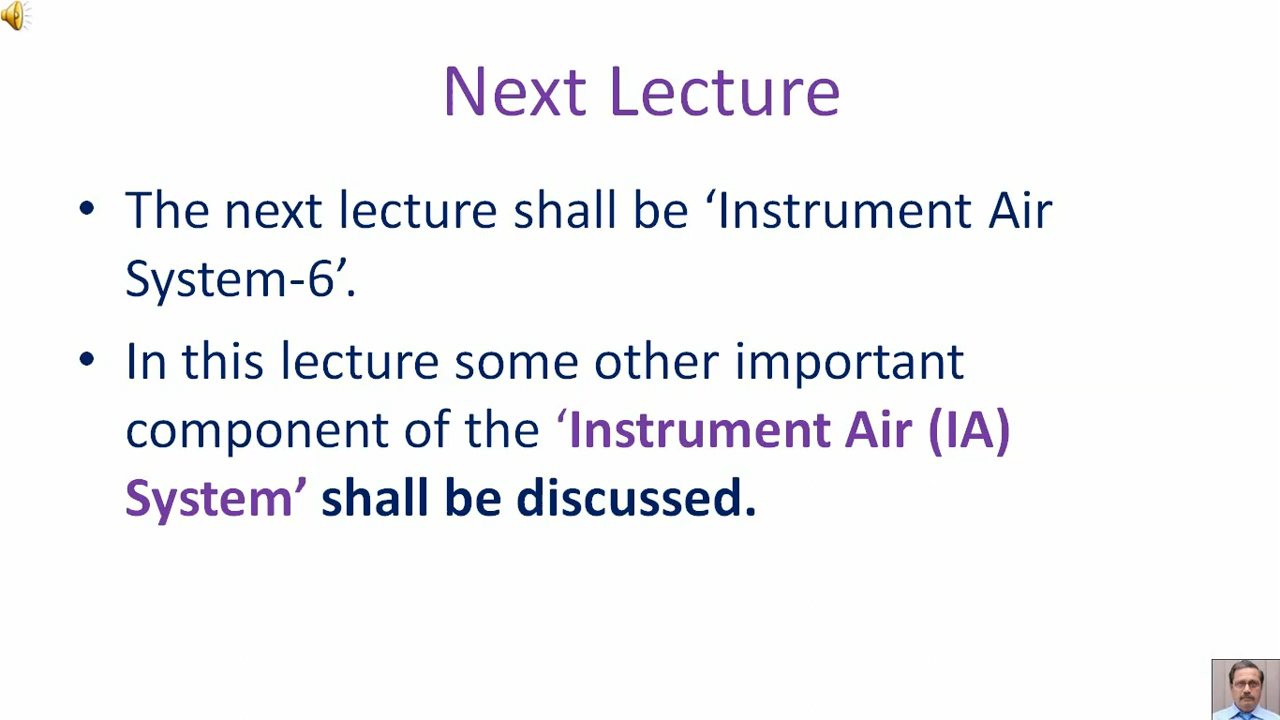 Next Lecture
• The next lecture shall be ‘Instrument Air
System-6’.
• In this lecture some other important
component of the ‘Instrument Air (IA)
System’ shall be discussed.